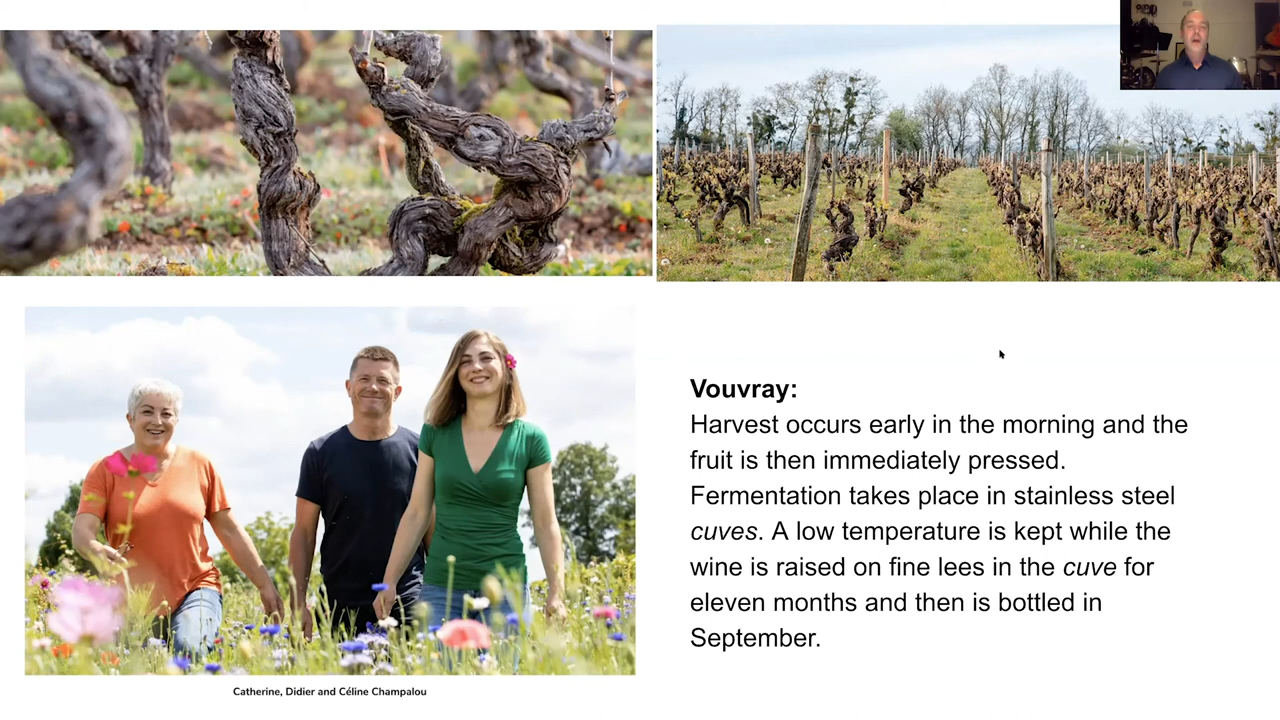 Vouvray:
Harvest occurs early in the morning and the
fruit is then immediately pressed.
Fermentation takes place in stainless steel
cuves. A low temperature is kept while the
wine is raised on fine lees in the cuve for
eleven months and then is bottled in
September.
Catherine, Didier and Céline Champalou